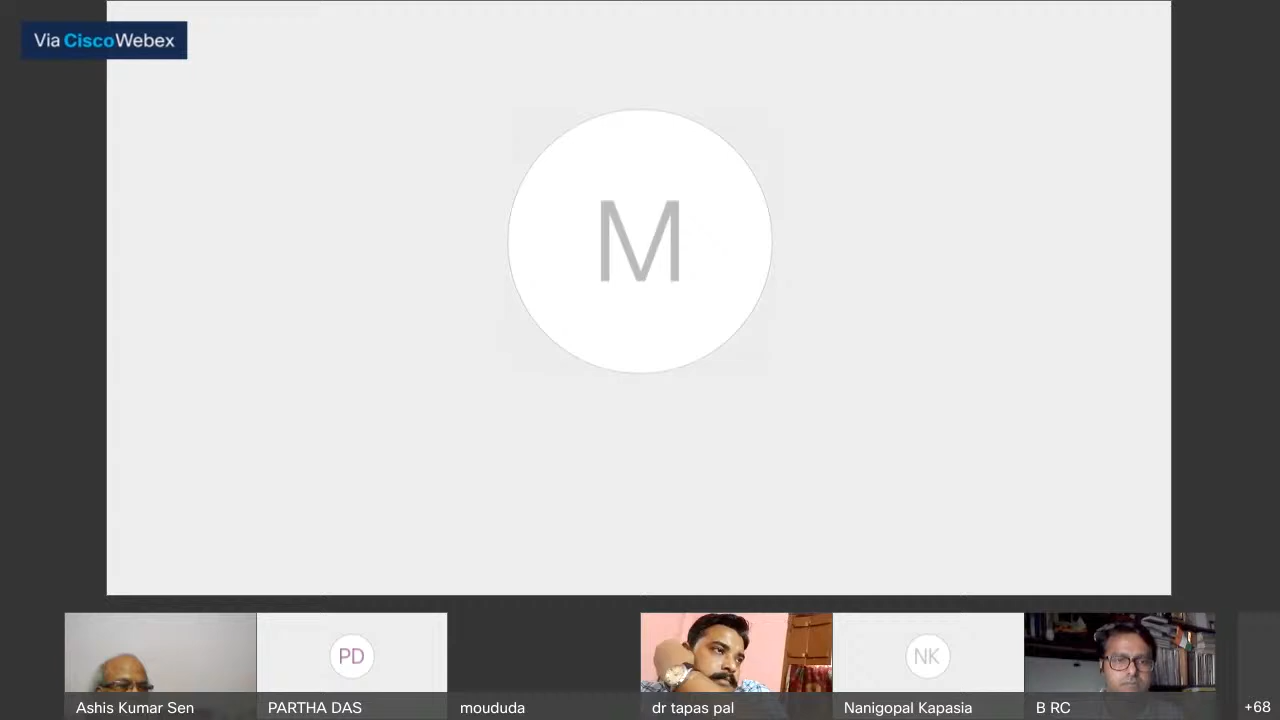 Via CiscoWebex
M
PD
NK
Ashis Kumar Sen
PARTHA DAS
moududa
dr tapas pal
Nanigopal Kapasia
B RC
+68